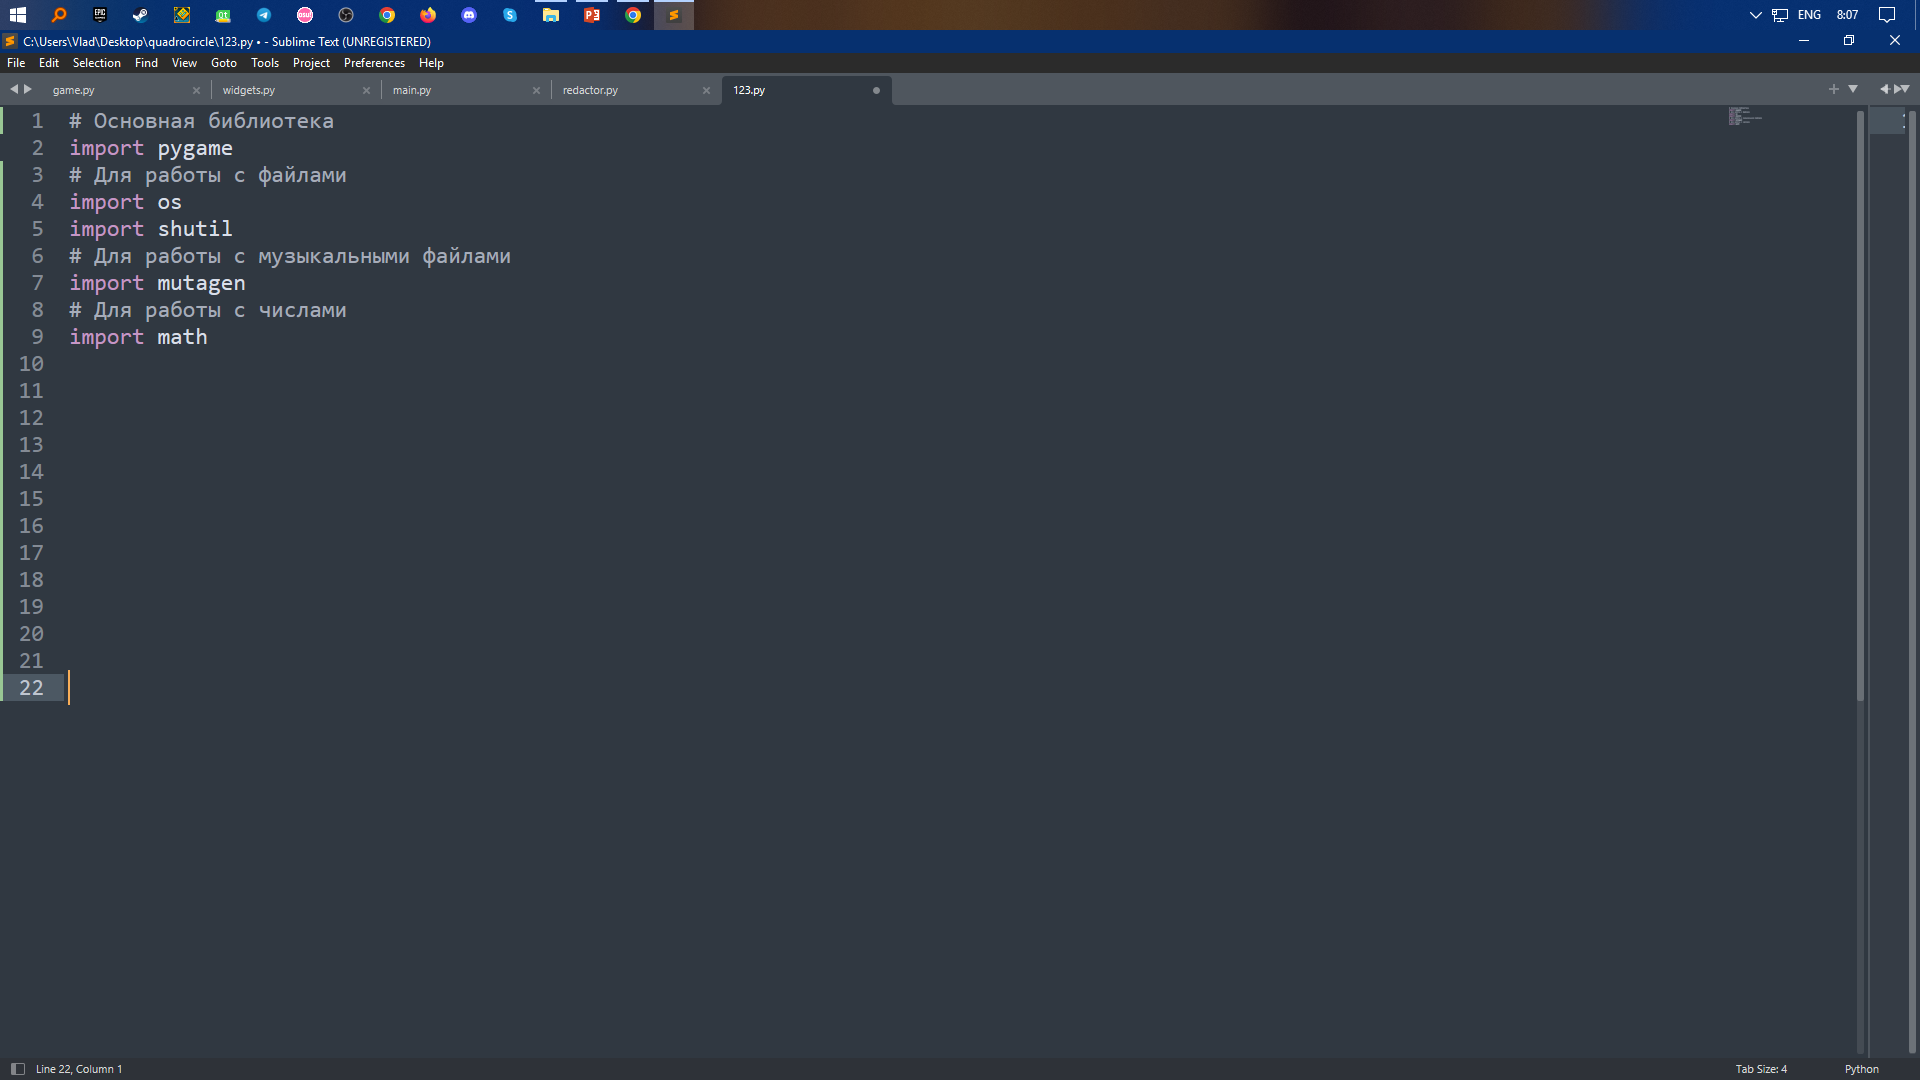 ENG 8:07
C:\Users\Vlad\Desktop\quadrocircle\123.py • - Sublime Text (UNREGISTERED)
File Edit Selection Find View Goto Tools Project Preferences Help
game.py widgets.py main.py redactor.py 123.py
1 # Основная библиотека
2 import pygame
3 # Для работы с файлами
4 import os
5 import shutil
6 # Для работы с музыкальными файлами
7 import mutagen
8 # Для работы с числами
9 import math
10
11
12
13
14
15
16
17
18
19
20
21
22
Line 22, Column 1 Tab Size: 4 Python